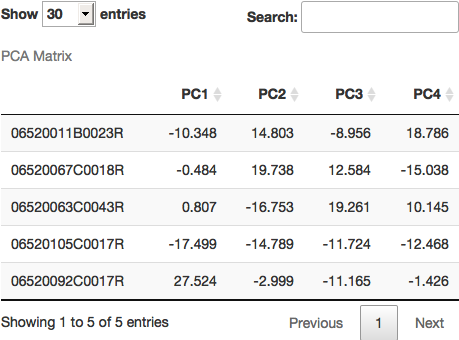 Show 30 entries Search:
PCA Matrix
PC1 PC2 PC3 PC4
06520011B0023R -10.348 14.803 -8.956 18.786
06520067C0018R -0.484 19.738 12.584 -15.038
06520063C0043R 0.807 -16.753 19.261 10.145
06520105C0017R -17.499 -14.789 -11.724 -12.468
06520092C0017R 27.524 -2.999 -11.165 -1.426
Showing 1 to 5 of 5 entries Previous 1 Next